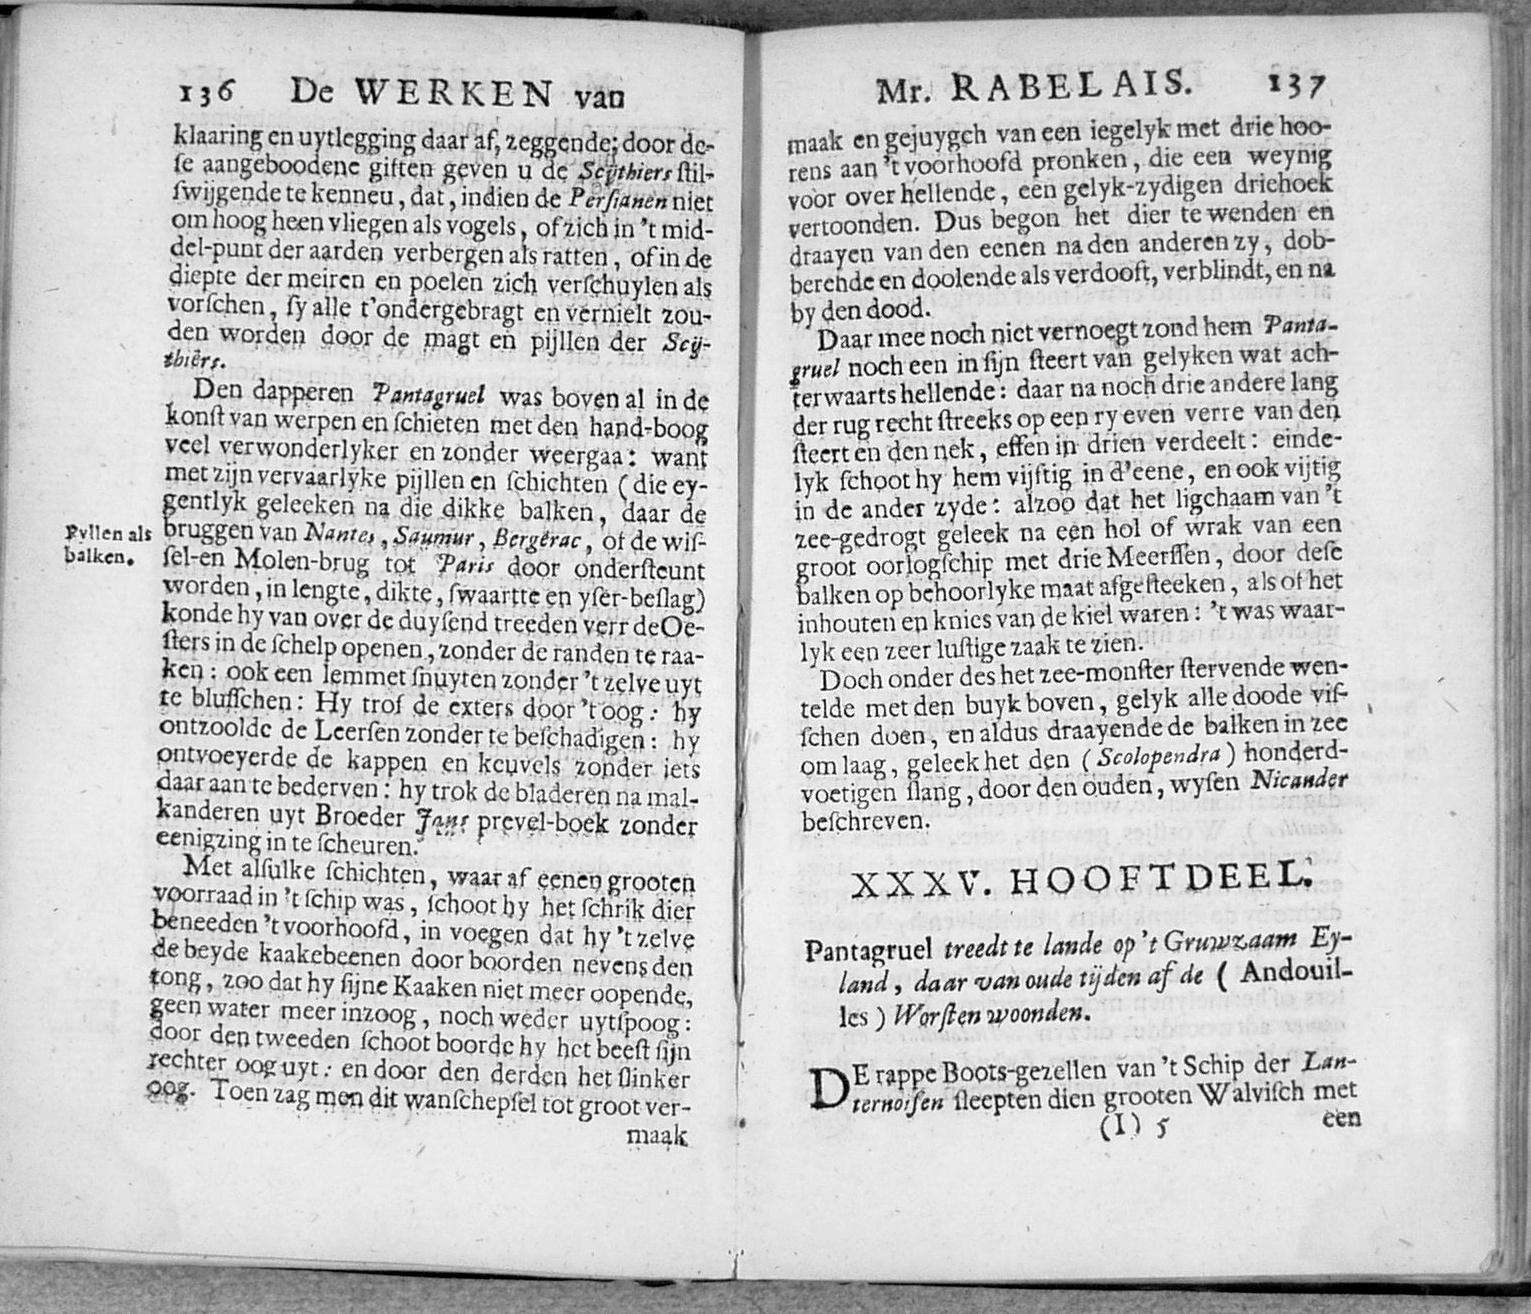 136 De WERKEN van
klaaring en uytlegging daar af, zeggende; door de-
ſe aangeboodene giften geven u de Scythiers ſtil-
ſwijgende te kenneu, dat, indien de Perſianen niet
om hoog heen vliegen als vogels, of zich in 't mid-
del-punt der aarden verbergen als ratten, of in de
diepte der meiren en poelen zich verſchuylen als
vorſchen, ſy alle t'ondergebragt en vernielt zou-
den worden door de magt en pijllen der Scy-
thiers.
Den dapperen Pantagruel was boven al in de
konſt van werpen en ſchieten met den hand-boog
veel verwonderlyker en zonder weergaa: want
met zijn vervaarlyke pijllen en ſchichten (die ey-
gentlyk geleeken na die dikke balken, daar de
Pyllen als
balken.
bruggen van Nantes, Saumur, Bergerac, of de wiſ-
ſel-en Molen-brug tot Paris door onderſteunt
worden, in lengte, dikte, ſwaartte en yſer-beſlag)
konde hy van over de duyſend treeden verr de Oe-
ſters in de ſchelp openen, zonder de randen te raa-
ken: ook een lemmet ſnuyten zonder 't zelve uyt
te bluſſchen: Hy trof de exters door 't oog: hy
ontzoolde de Leerſen zonder te beſchadigen: hy
ontvoeyerde de kappen en keuvels zonder iets
daar aan te bederven: hy trok de bladeren na mal-
kanderen uyt Broeder Jans prevel-boek zonder
eenigzing in te ſcheuren.
Met alſulke ſchichten, waar af eenen grooten
voorraad in 't ſchip was, ſchoot hy het ſchrik dier
beneeden 't voorhoofd, in voegen dat hy 't zelve
de beyde kaakebeenen door boorden nevens den
tong, zoo dat hy ſijne Kaaken niet meer oopende,
geen water meer inzoog, noch weder uytſpoog:
door den tweeden ſchoot boorde hy het beeſt ſijn
rechter oog uyt: en door den derden het ſlinker
oog. Toen zag men dit wanſchepſel tot groot ver-
maak
Mr. RABELAIS. 137
maak en gejuygch van een iegelyk met drie hoo-
rens aan 't voorhoofd pronken, die een weynig
voor over hellende, een gelyk-zydigen driehoek
vertoonden. Dus begon het dier te wenden en
draayen van den eenen na den anderen zy, dob-
berende en doolende als verdooft, verblindt, en na
by den dood.
Daar mee noch niet vernoegt zond hem Panta-
gruel noch een in ſijn ſteert van gelyken wat ach-
terwaarts hellende: daar na noch drie andere lang
der rug recht ſtreeks op een ry even verre van den
ſteert en den nek, effen in drien verdeelt: einde-
lyk ſchoot hy hem vijftig in d'eene, en ook vijtig
in de ander zyde: alzoo dat het ligchaam van 't
zee-gedrogt geleek na een hol of wrak van een
groot oorlogſchip met drie Meerſſen, door deſe
balken op behoorlyke maat afgeſteeken, als of het
inhouten en knies van de kiel waren: 't was waar-
lyk een zeer luſtige zaak te zien.
Doch onder des het zee-monſter ſtervende wen-
telde met den buyk boven, gelyk alle doode viſ-
ſchen doen, en aldus draayende de balken in zee
om laag, geleek het den (Scolopendra) honderd-
voetigen ſlang, door den ouden, wyſen Nicander
beſchreven.
XXXV. HOOFTDEEL.
Pantagruel treedt te lande op 't Gruwzaam Ey-
land, daar van oude tijden af de ( Andouil-
les ) Worſten woonden.
DE rappe Boots-gezellen van 't Schip der Lan-
ternoiſen ſleepten dien grooten Walviſch met
(I) 5 een